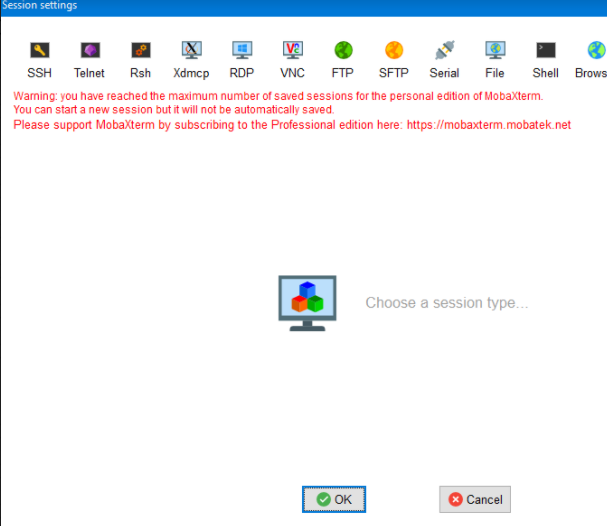 Session settings
SSH Telnet Rsh Xdmcp RDP VNC FTP SFTP Serial File Shell Brows
Warning: you have reached the maximum number of saved sessions for the personal edition of MobaXterm.
You can start a new session but it will not be automatically saved.
Please support MobaXterm by subscribing to the Professional edition here: https://mobaxterm.mobatek.net
Choose a session type...
OK Cancel